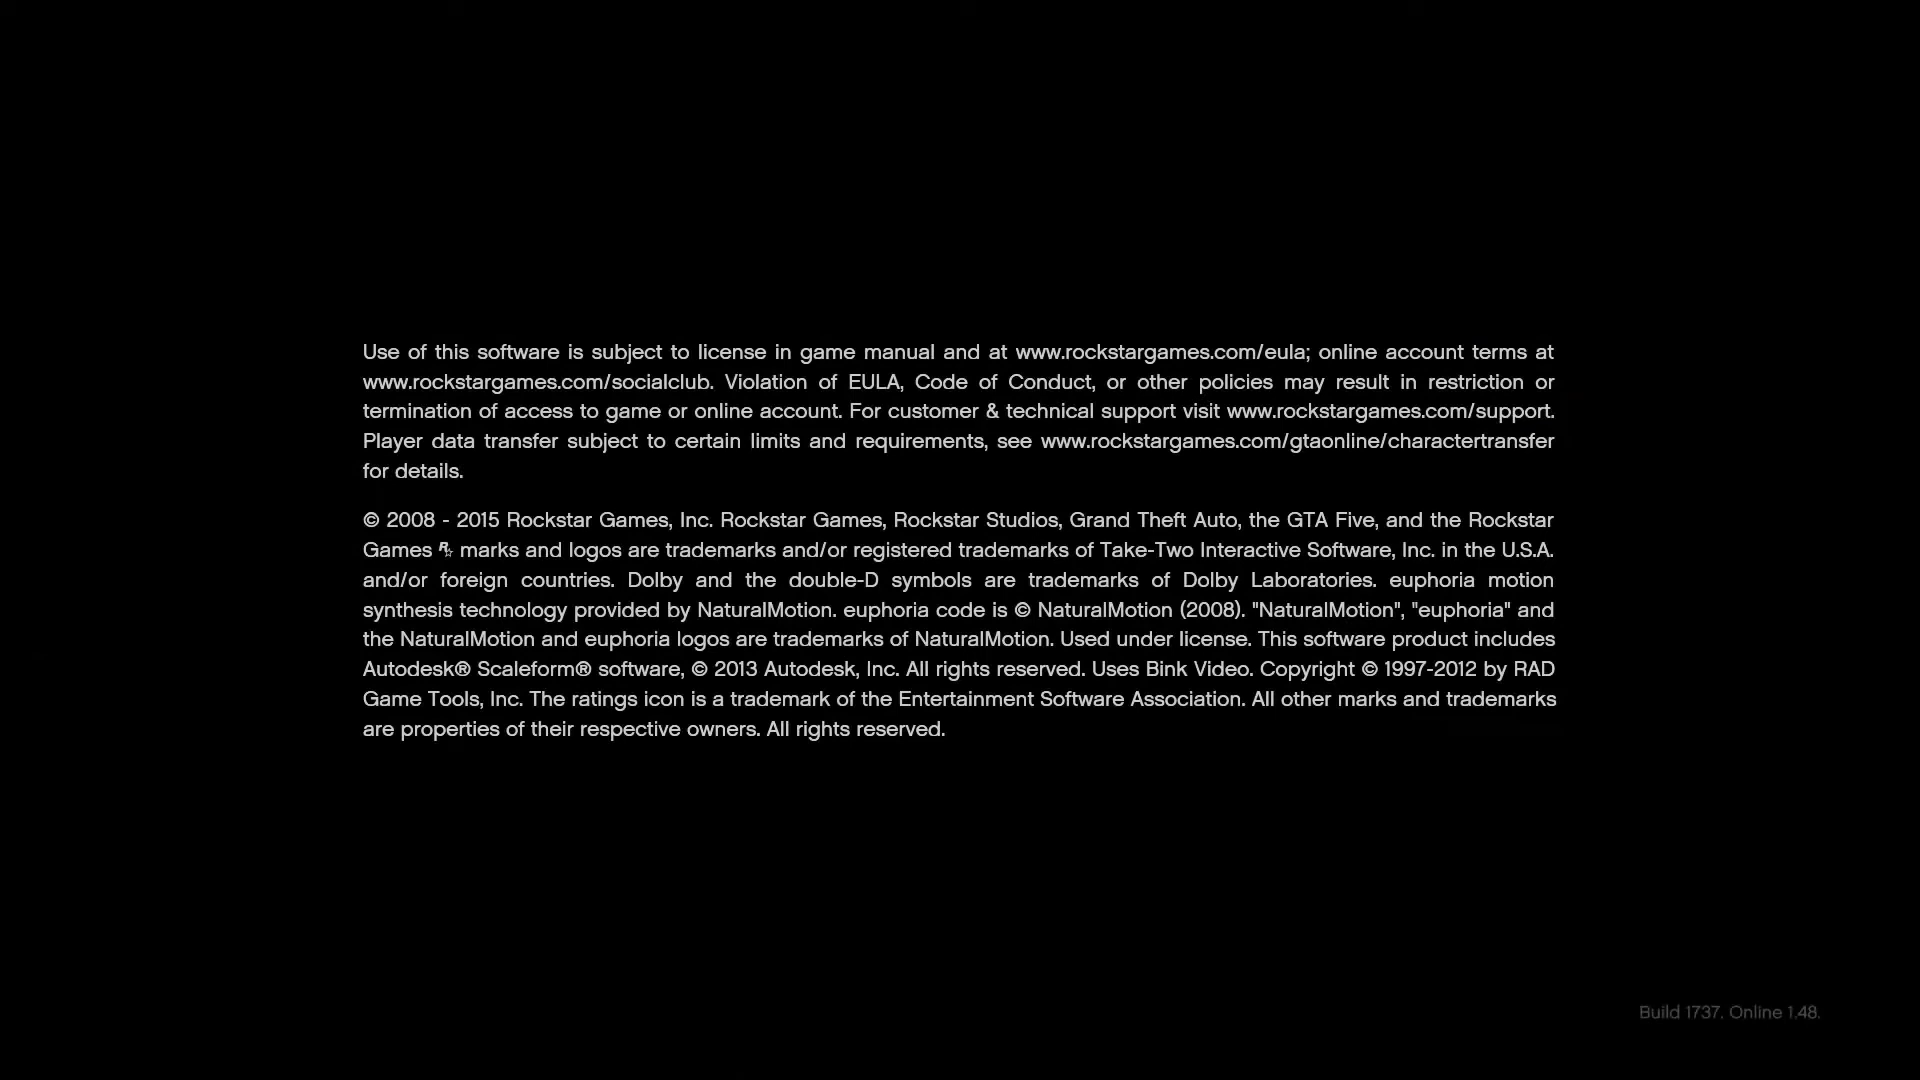 Use of this software is subject to license in game manual and at www.rockstargames.com/eula; online account terms at
www.rockstargames.com/socialclub. Violation of EULA, Code of Conduct, or other policies may result in restriction or
termination of access to game or online account. For customer & technical support visit www.rockstargames.com/support.
Player data transfer subject to certain limits and requirements, see www.rockstargames.com/gtaonline/charactertransfer
for details.
© 2008 - 2015 Rockstar Games, Inc. Rockstar Games, Rockstar Studios, Grand Theft Auto, the GTA Five, and the Rockstar
Games R* marks and logos are trademarks and/or registered trademarks of Take-Two Interactive Software, Inc. in the U.S.A.
and/or foreign countries. Dolby and the double-D symbols are trademarks of Dolby Laboratories. euphoria motion
synthesis technology provided by NaturalMotion. euphoria code is © NaturalMotion (2008). "NaturalMotion", "euphoria" and
the NaturalMotion and euphoria logos are trademarks of NaturalMotion. Used under license. This software product includes
Autodesk® Scaleform® software, © 2013 Autodesk, Inc. All rights reserved. Uses Bink Video. Copyright © 1997-2012 by RAD
Game Tools, Inc. The ratings icon is a trademark of the Entertainment Software Association. All other marks and trademarks
are properties of their respective owners. All rights reserved.
Build 1737. Online 1.48.